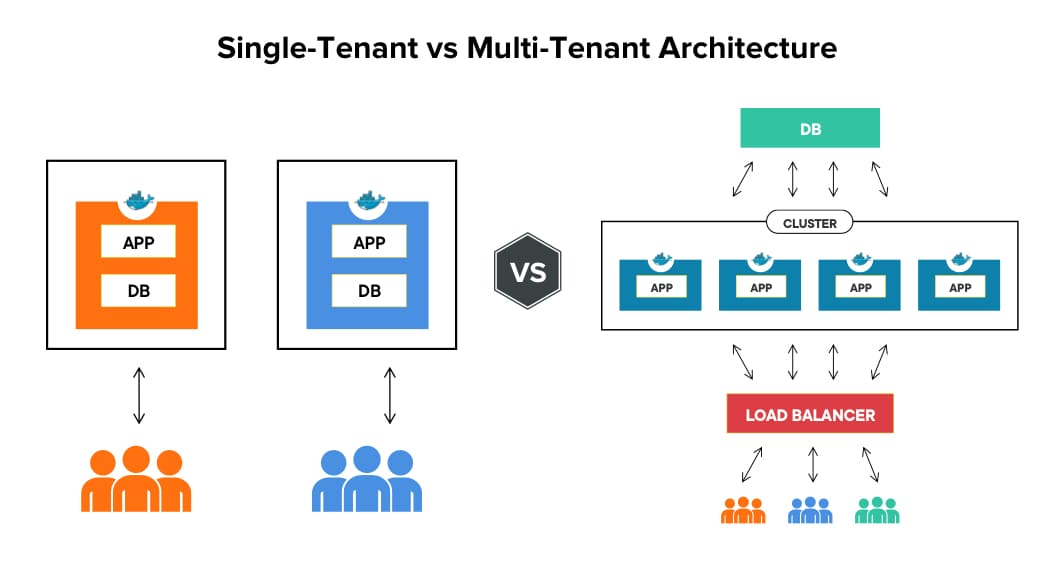 Single-Tenant vs Multi-Tenant Architecture
APP
DB
APP
DB
VS
DB
CLUSTER
APP
APP
APP
APP
LOAD BALANCER